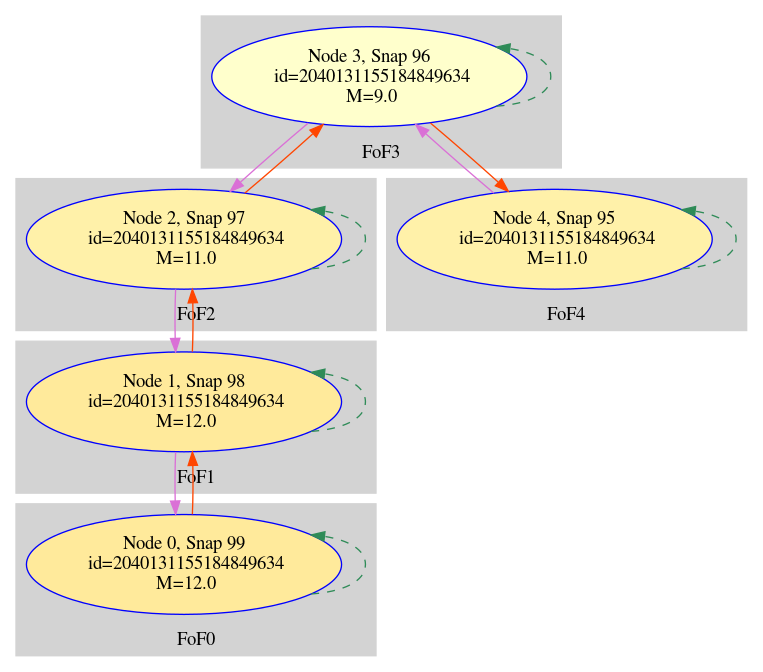 Node 3, Snap 96
id=2040131155184849634
M=9.0
FoF3
Node 2, Snap 97
id=2040131155184849634
M=11.0
FoF2
Node 4, Snap 95
id=2040131155184849634
M=11.0
FoF4
Node 1, Snap 98
id=2040131155184849634
M=12.0
FoF1
Node 0, Snap 99
id=2040131155184849634
M=12.0
FoF0